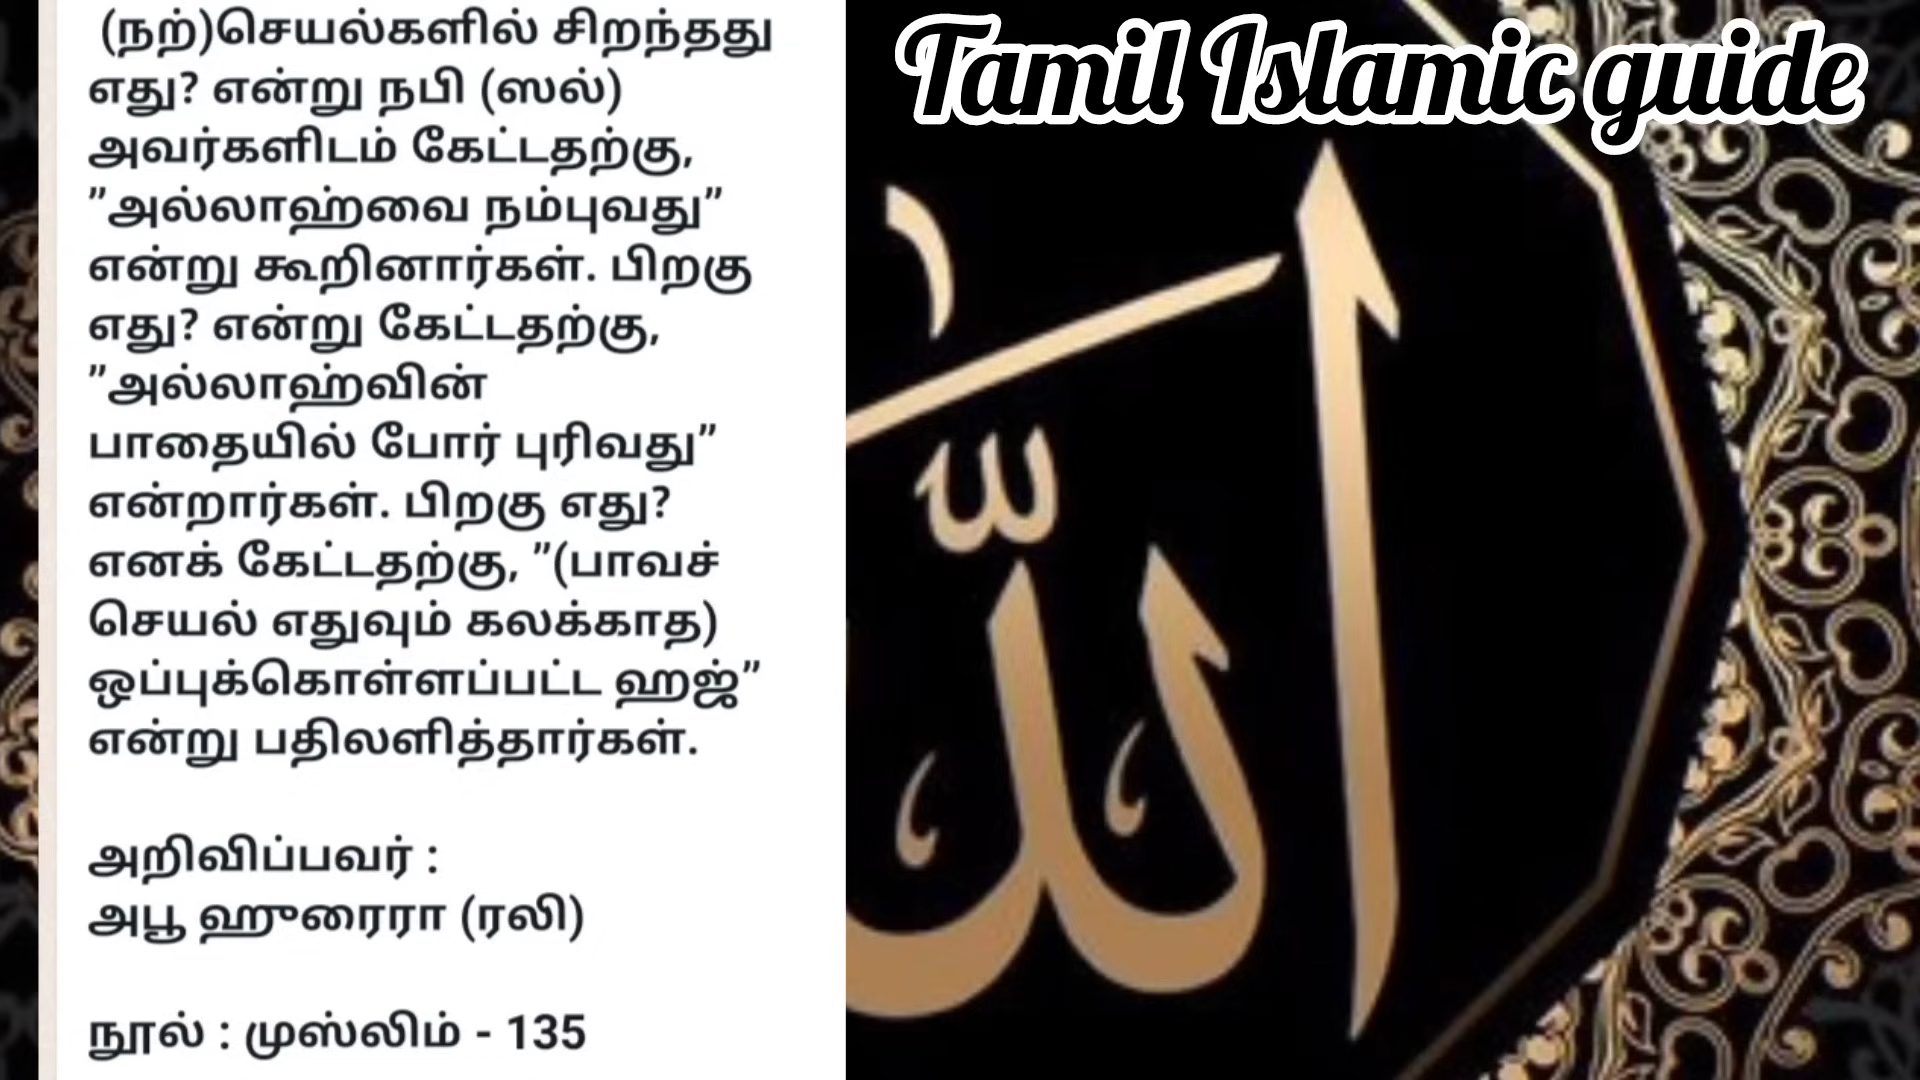 (நற்)செயல்களில் சிறந்தது
எது? என்று நபி (ஸல்)
அவர்களிடம் கேட்டதற்கு,
”அல்லாஹ்வை நம்புவது”
என்று கூறினார்கள். பிறகு
எது? என்று கேட்டதற்கு,
”அல்லாஹ்வின்
பாதையில் போர் புரிவது”
என்றார்கள். பிறகு எது?
எனக் கேட்டதற்கு, ”(பாவச்
செயல் எதுவும் கலக்காத)
ஒப்புக்கொள்ளப்பட்ட ஹஜ்”
என்று பதிலளித்தார்கள்.
அறிவிப்பவர் :
அபூ ஹுரைரா (ரலி)
நூல் : முஸ்லிம் - 135
Tamil Islamic guide